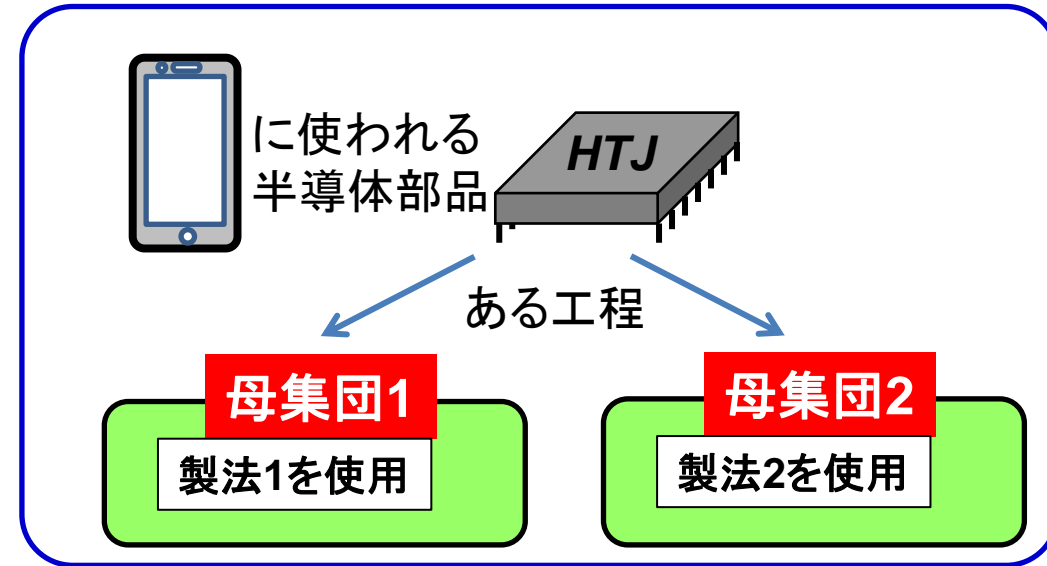 に使われる
半導体部品
HTJ
ある工程
母集団1
製法1を使用
母集団2
製法2を使用